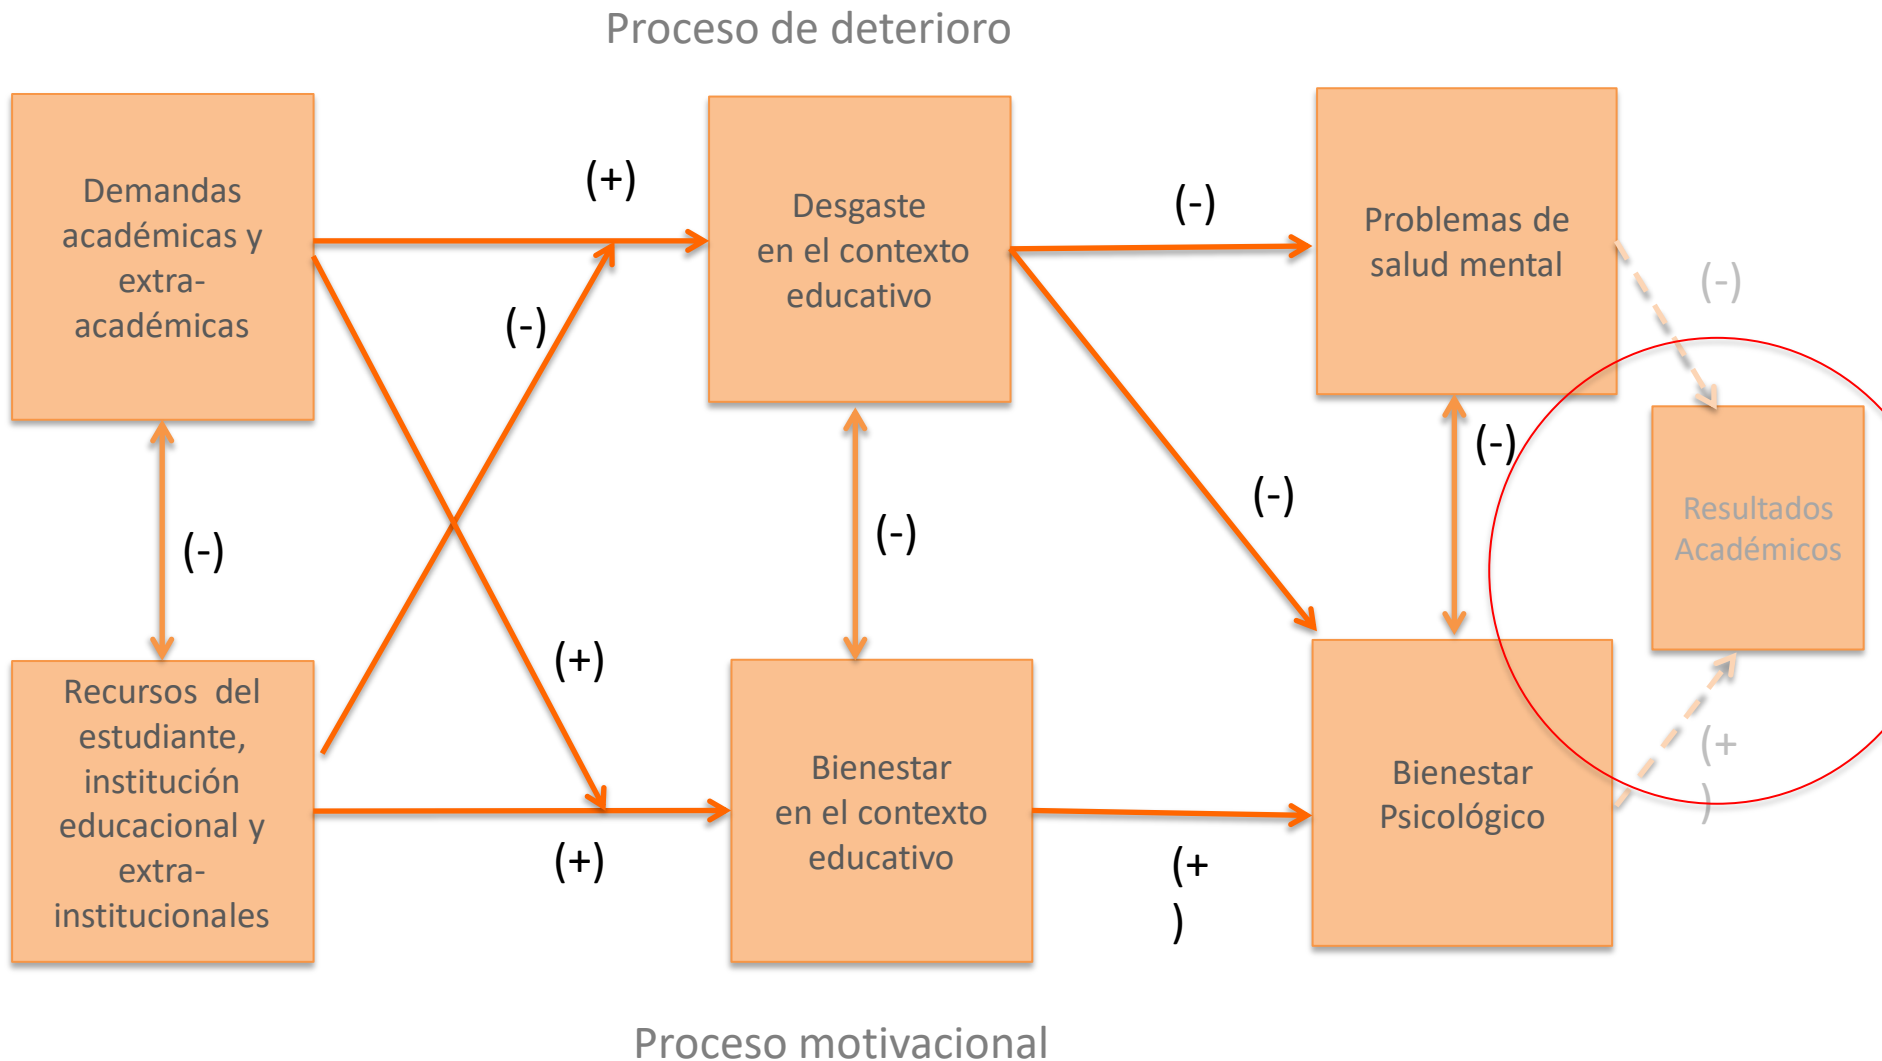 Proceso de deterioro
Demandas
académicas y
extra-
académicas
(+)
Desgaste
en el contexto
educativo
(-)
Problemas de
salud mental
(-)
(-)
(-)
(-)
(-)
(-)
Resultados
Académicos
(+)
Recursos del
estudiante,
institución
educacional y
extra-
institucionales
(+)
Bienestar
en el contexto
educativo
(+
)
Bienestar
Psicológico
(+
)
Proceso motivacional